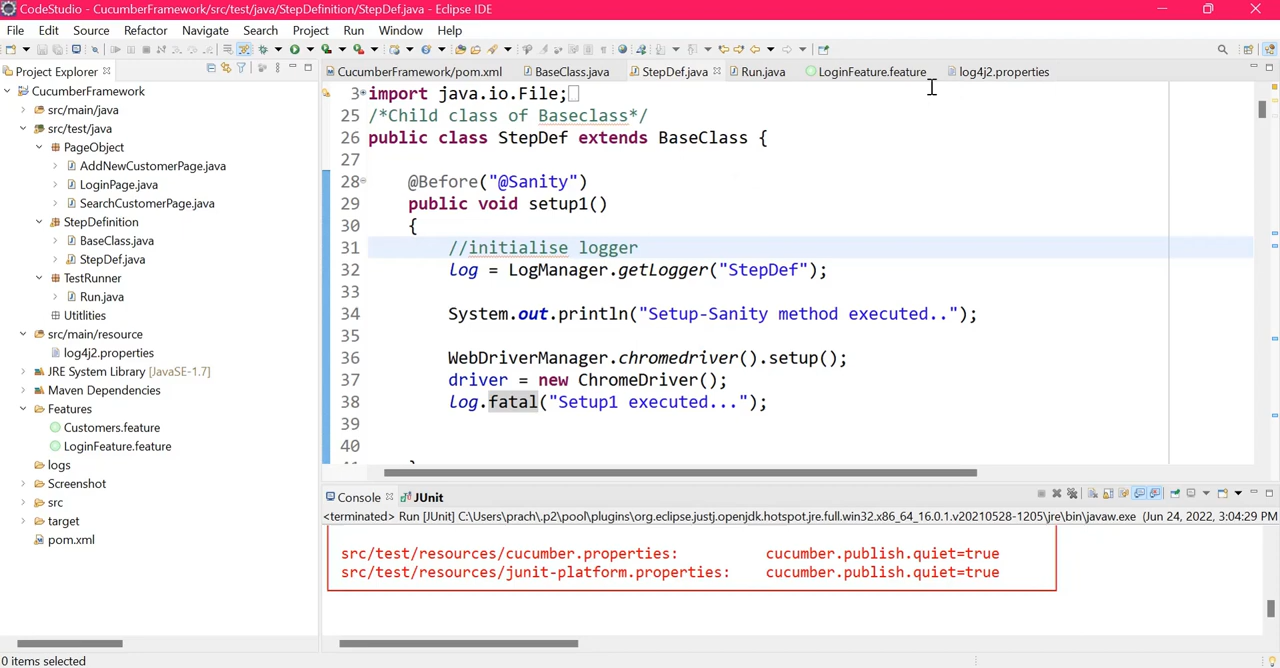 CodeStudio - CucumberFramework/src/test/java/StepDefinition/StepDef.java - Eclipse IDE
File Edit Source Refactor Navigate Search Project Run Window Help
Project Explorer
CucumberFramework/pom.xml BaseClass.java StepDef.java Run.java LoginFeature.feature log4j2.properties
CucumberFramework
src/main/java
src/test/java
PageObject
AddNewCustomerPage.java
LoginPage.java
SearchCustomerPage.java
StepDefinition
BaseClass.java
StepDef.java
TestRunner
Run.java
Utitlities
src/main/resource
log4j2.properties
JRE System Library [JavaSE-1.7]
Maven Dependencies
Features
Customers.feature
LoginFeature.feature
logs
Screenshot
src
target
pom.xml
3 import java.io.File;
25 /*Child class of Baseclass*/
26 public class StepDef extends BaseClass {
27
28 @Before("@Sanity")
29 public void setup1()
30 {
31 //initialise logger
32 log = LogManager.getLogger("StepDef");
33
34 System.out.println("Setup-Sanity method executed..");
35
36 WebDriverManager.chromedriver().setup();
37 driver = new ChromeDriver();
38 log.fatal("Setup1 executed...");
39
40
Console JUnit
<terminated> Run [JUnit] C:\Users\prach\.p2\pool\plugins\org.eclipse.justj.openjdk.hotspot.jre.full.win32.x86_64_16.0.1.v20210528-1205\jre\bin\javaw.exe (Jun 24, 2022, 3:04:29 PM
src/test/resources/cucumber.properties: cucumber.publish.quiet=true
src/test/resources/junit-platform.properties: cucumber.publish.quiet=true
0 items selected